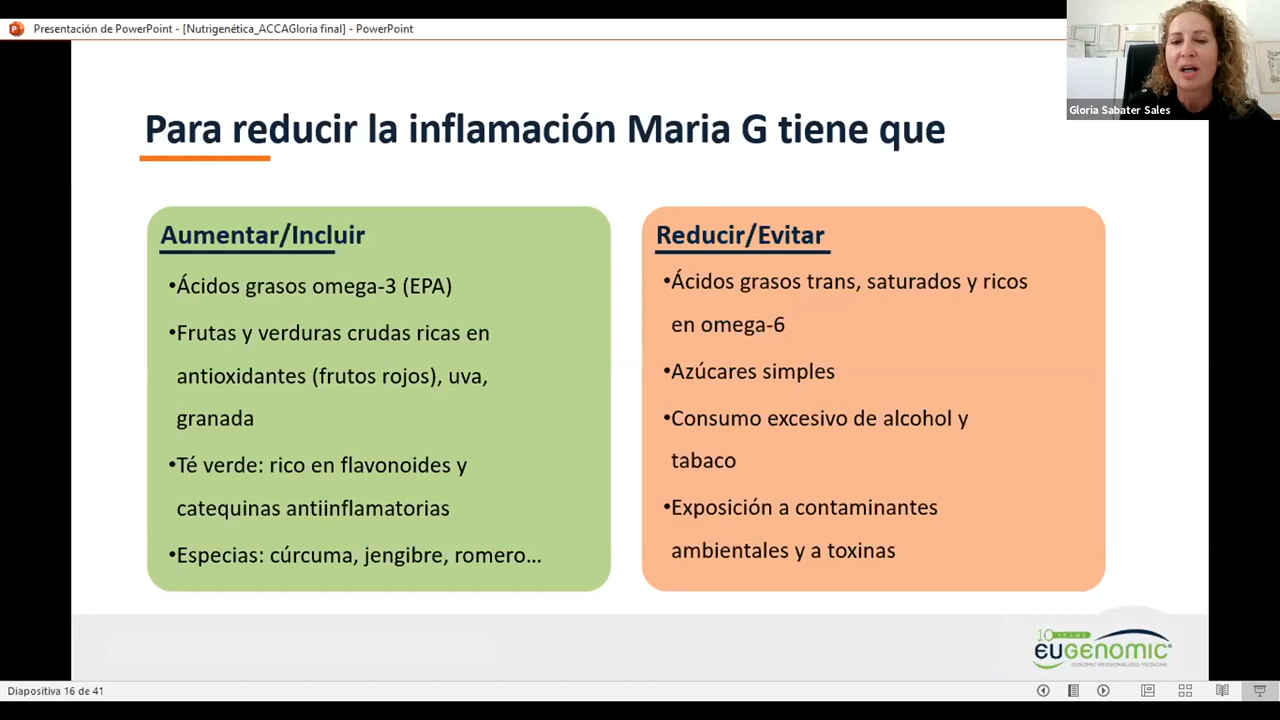 Presentación de PowerPoint - [Nutrigenética_ACCAGloria final] - PowerPoint
Gloria Sabater Sales
Para reducir la inflamación Maria G tiene que
Aumentar/Incluir
•Ácidos grasos omega-3 (EPA)
•Frutas y verduras crudas ricas en
antioxidantes (frutos rojos), uva,
granada
•Té verde: rico en flavonoides y
catequinas antiinflamatorias
•Especias: cúrcuma, jengibre, romero...
Reducir/Evitar
•Ácidos grasos trans, saturados y ricos
en omega-6
•Azúcares simples
•Consumo excesivo de alcohol y
tabaco
•Exposición a contaminantes
ambientales y a toxinas
10 YEARS
EUGENOMIC®
GENOMIC PERSONALIZED MEDICINE
Diapositiva 16 de 41